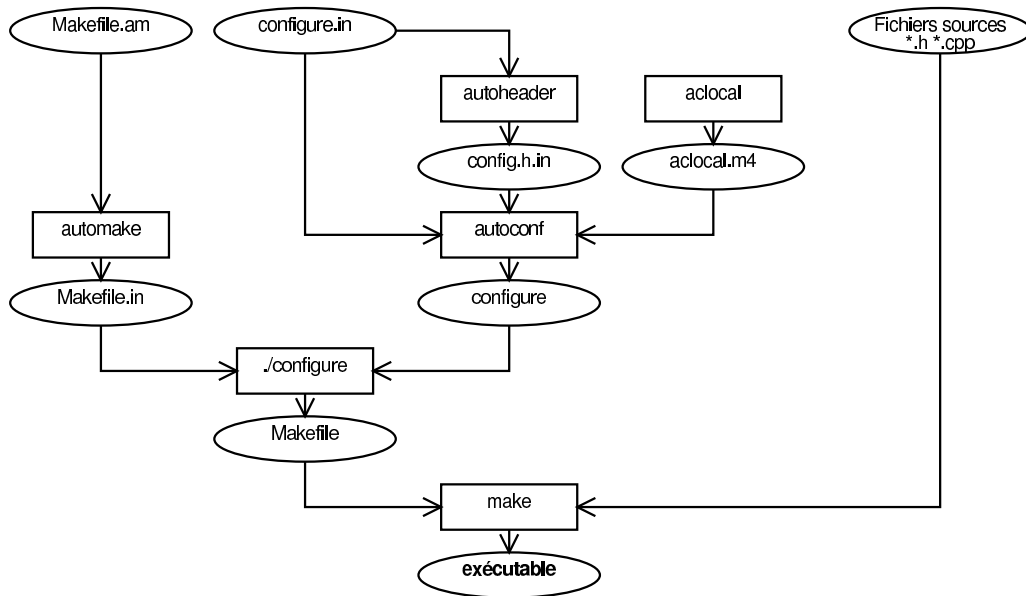 Makefile.am
configure.in
Fichiers sources
*.h *.cpp
autoheader
aclocal
config.h.in
aclocal.m4
automake
autoconf
Makefile.in
configure
./configure
Makefile
make
exécutable